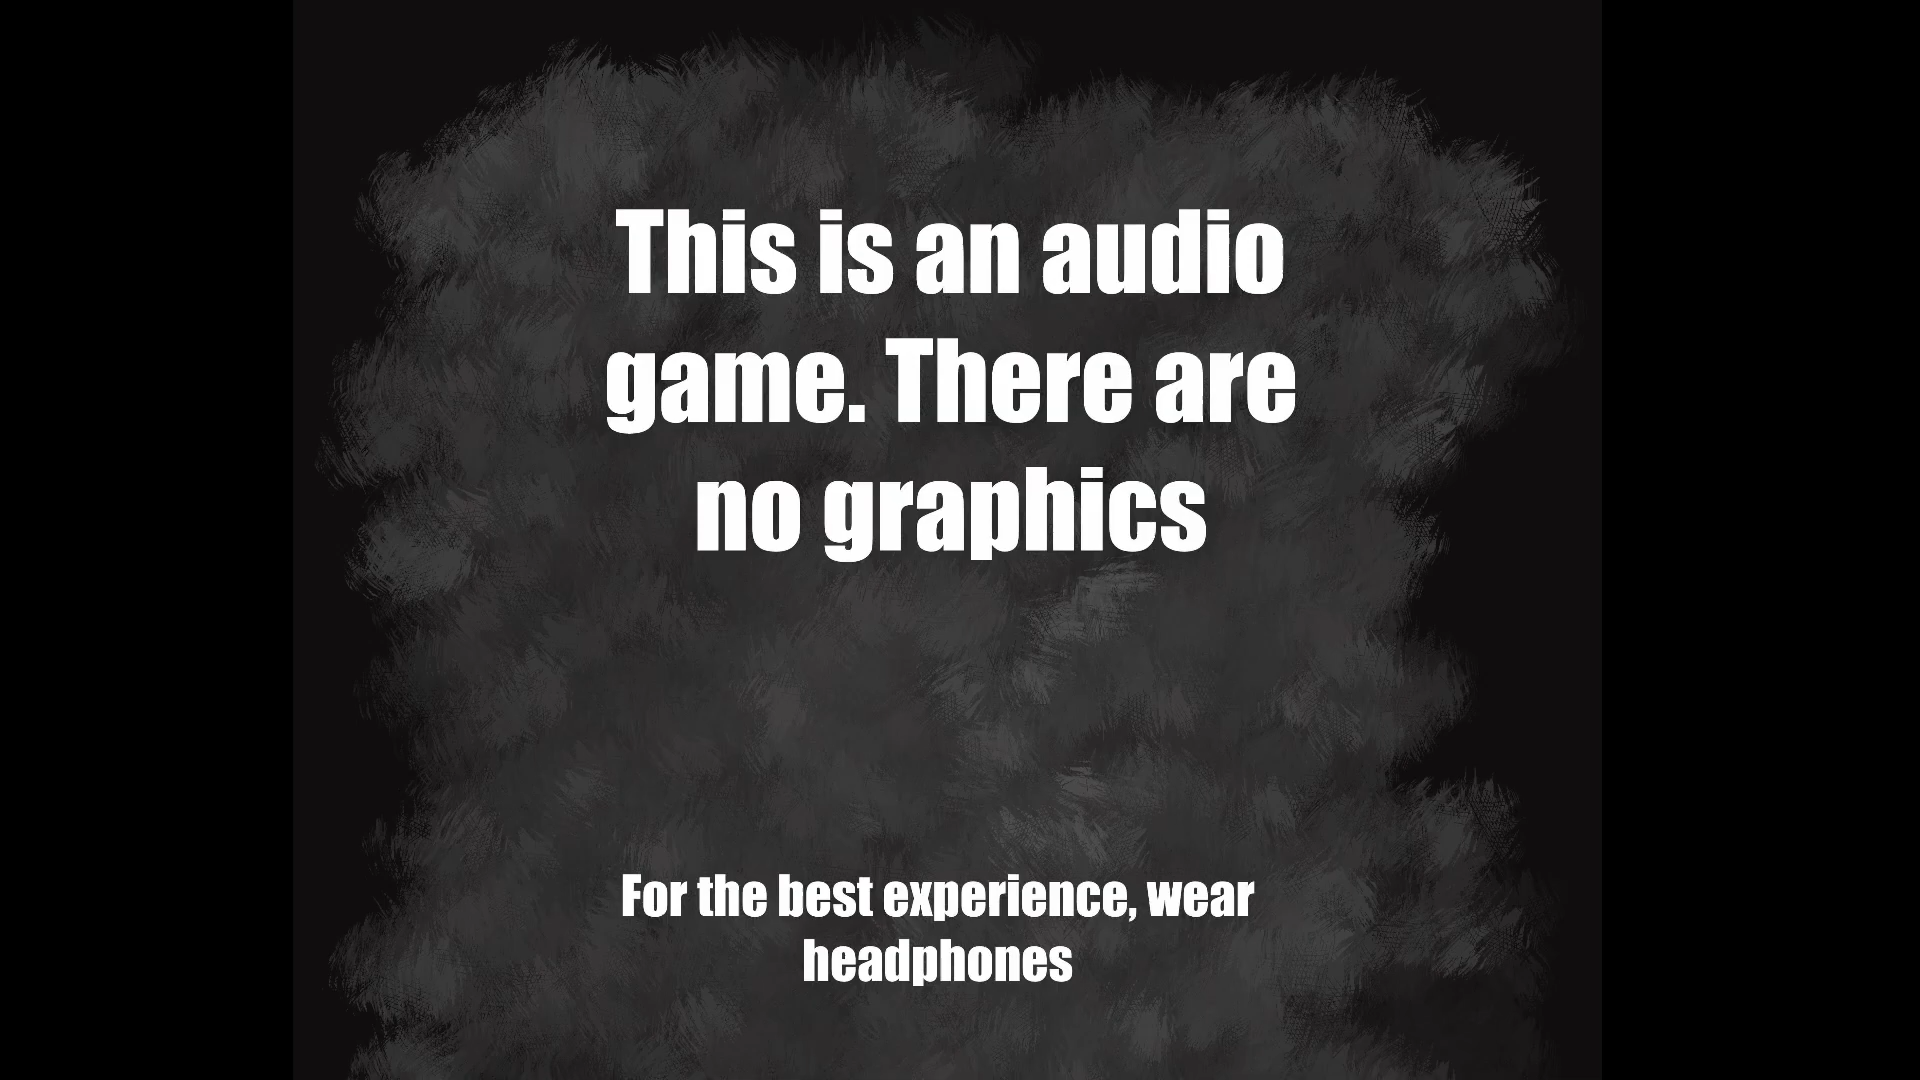 This is an audio
game. There are
no graphics
For the best experience, wear
headphones